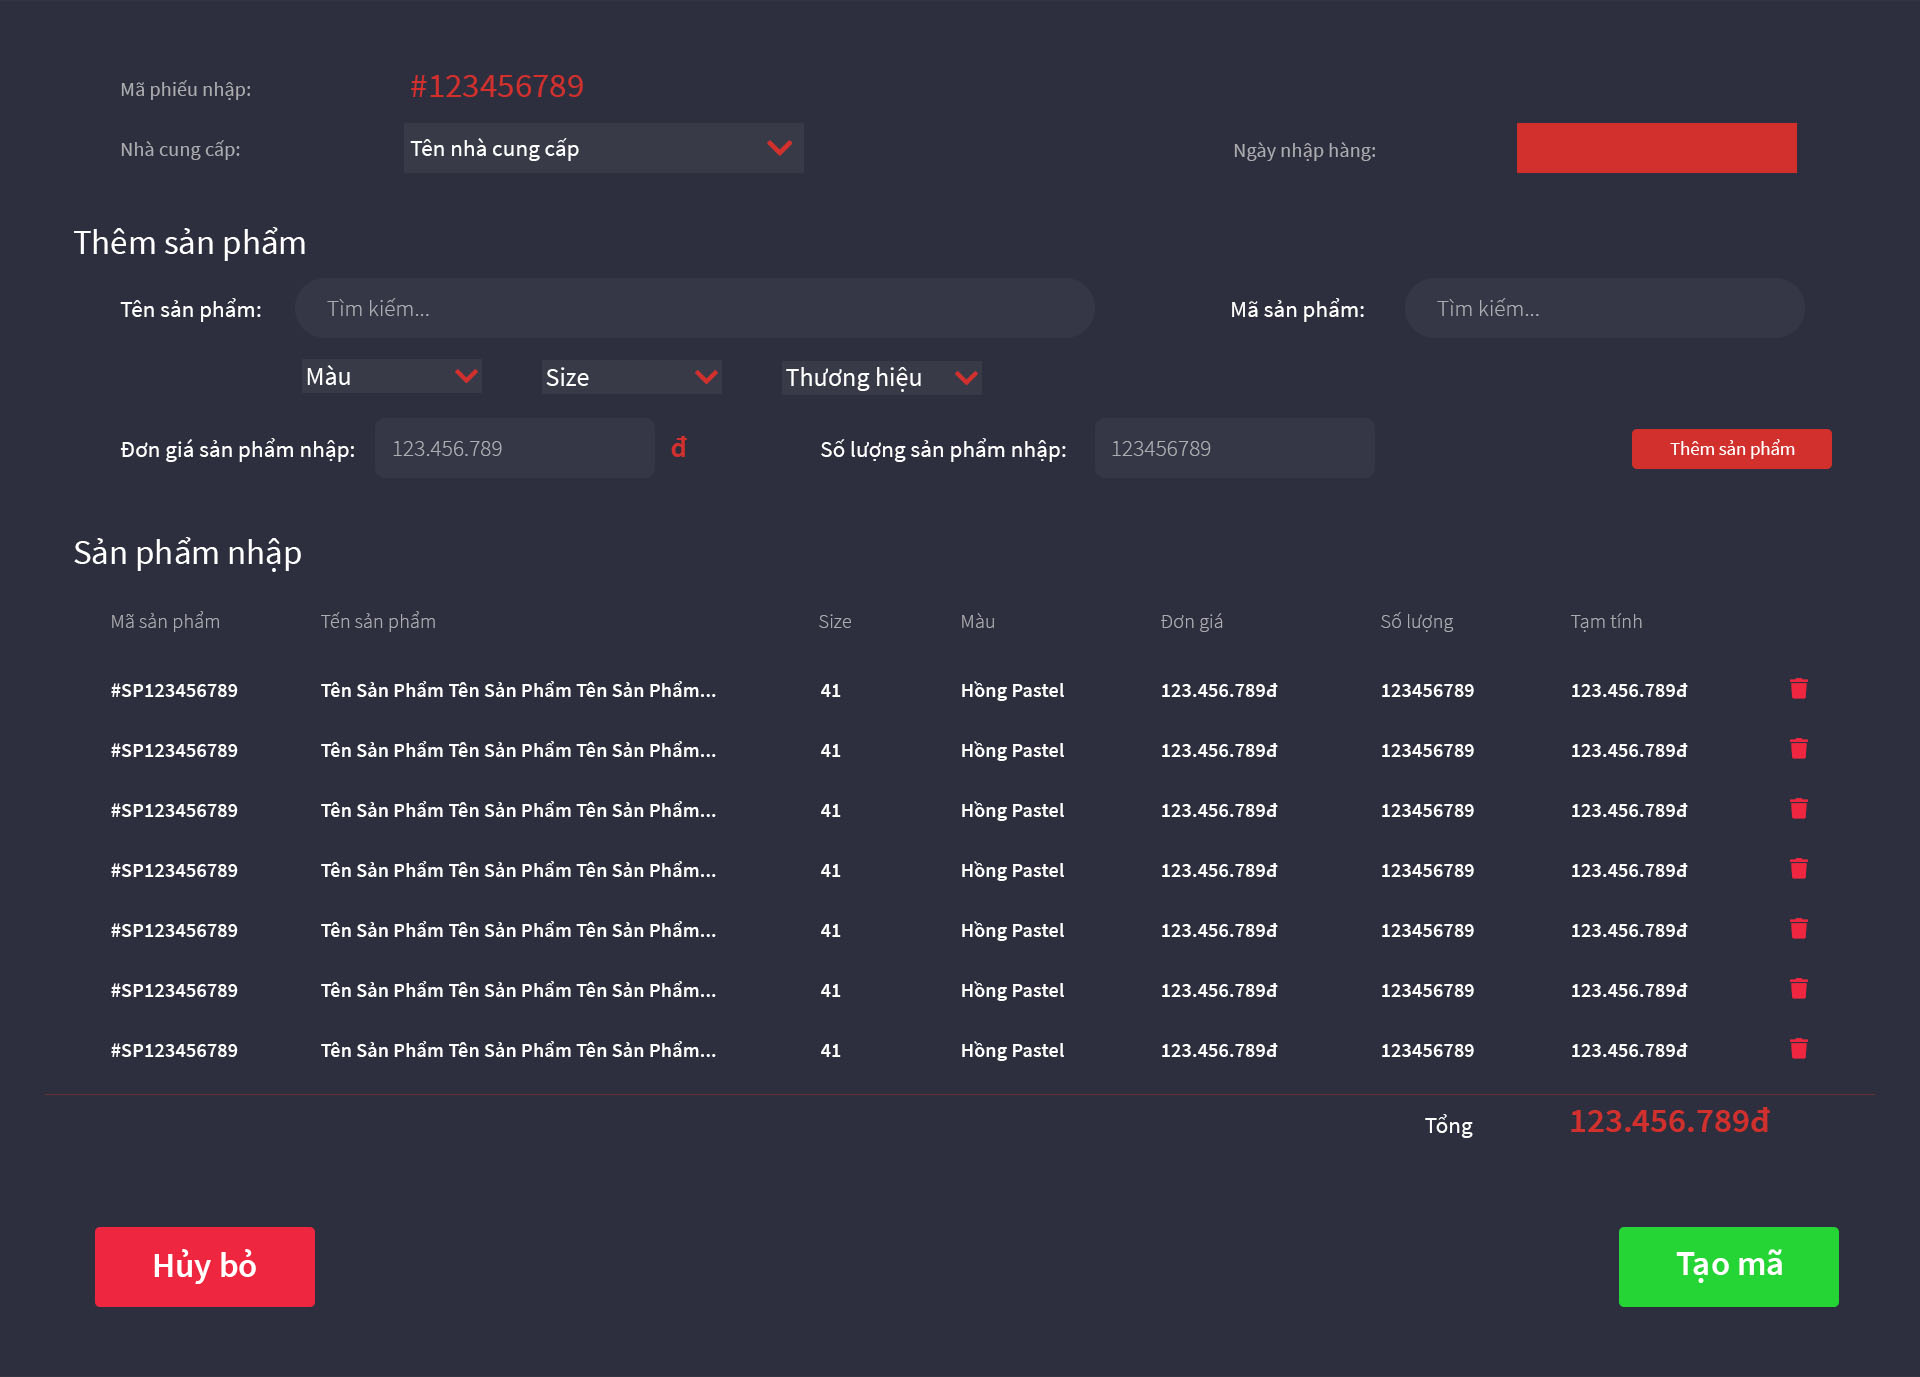 Mã phiếu nhập: #123456789
Nhà cung cấp: Tên nhà cung cấp Ngày nhập hàng:
Thêm sản phẩm
Tên sản phẩm: Tìm kiếm... Mã sản phẩm: Tìm kiếm...
Màu Size Thương hiệu
Đơn giá sản phẩm nhập: 123.456.789 đ Số lượng sản phẩm nhập: 123456789 Thêm sản phẩm
Sản phẩm nhập
Mã sản phẩm Tến sản phẩm Size Màu Đơn giá Số lượng Tạm tính
#SP123456789 Tên Sản Phẩm Tên Sản Phẩm Tên Sản Phẩm... 41 Hồng Pastel 123.456.789đ 123456789 123.456.789đ
#SP123456789 Tên Sản Phẩm Tên Sản Phẩm Tên Sản Phẩm... 41 Hồng Pastel 123.456.789đ 123456789 123.456.789đ
#SP123456789 Tên Sản Phẩm Tên Sản Phẩm Tên Sản Phẩm... 41 Hồng Pastel 123.456.789đ 123456789 123.456.789đ
#SP123456789 Tên Sản Phẩm Tên Sản Phẩm Tên Sản Phẩm... 41 Hồng Pastel 123.456.789đ 123456789 123.456.789đ
#SP123456789 Tên Sản Phẩm Tên Sản Phẩm Tên Sản Phẩm... 41 Hồng Pastel 123.456.789đ 123456789 123.456.789đ
#SP123456789 Tên Sản Phẩm Tên Sản Phẩm Tên Sản Phẩm... 41 Hồng Pastel 123.456.789đ 123456789 123.456.789đ
#SP123456789 Tên Sản Phẩm Tên Sản Phẩm Tên Sản Phẩm... 41 Hồng Pastel 123.456.789đ 123456789 123.456.789đ
Tổng 123.456.789đ
Hủy bỏ Tạo mã